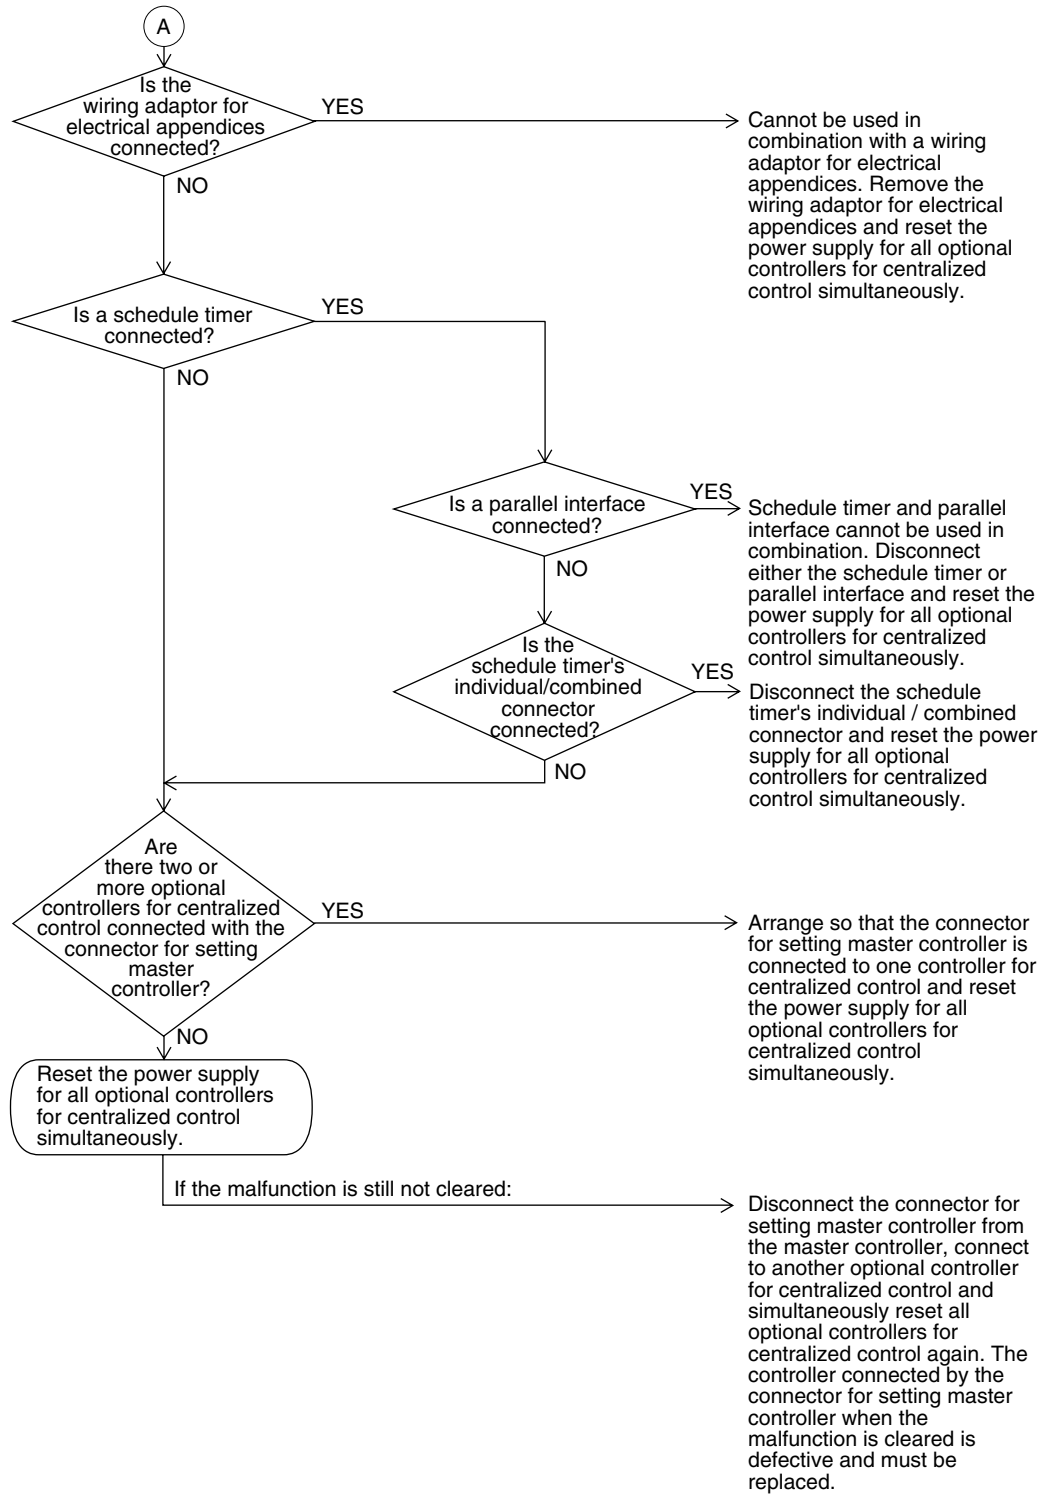 A
Is the
wiring adaptor for
electrical appendices
connected?
YES
Cannot be used in
combination with a wiring
adaptor for electrical
appendices. Remove the
wiring adaptor for electrical
appendices and reset the
power supply for all optional
controllers for centralized
control simultaneously.
NO
Is a schedule timer
connected?
YES
NO
Is a parallel interface
connected?
YES
Schedule timer and parallel
interface cannot be used in
combination. Disconnect
either the schedule timer or
parallel interface and reset the
power supply for all optional
controllers for centralized
control simultaneously.
NO
Is the
schedule timer's
individual/combined
connector
connected?
YES
Disconnect the schedule
timer's individual / combined
connector and reset the power
supply for all optional
controllers for centralized
control simultaneously.
NO
Are
there two or
more optional
controllers for centralized
control connected with the
connector for setting
master
controller?
YES
Arrange so that the connector
for setting master controller is
connected to one controller for
centralized control and reset
the power supply for all
optional controllers for
centralized control
simultaneously.
NO
Reset the power supply
for all optional controllers
for centralized control
simultaneously.
If the malfunction is still not cleared:
Disconnect the connector for
setting master controller from
the master controller, connect
to another optional controller
for centralized control and
simultaneously reset all
optional controllers for
centralized control again. The
controller connected by the
connector for setting master
controller when the
malfunction is cleared is
defective and must be
replaced.